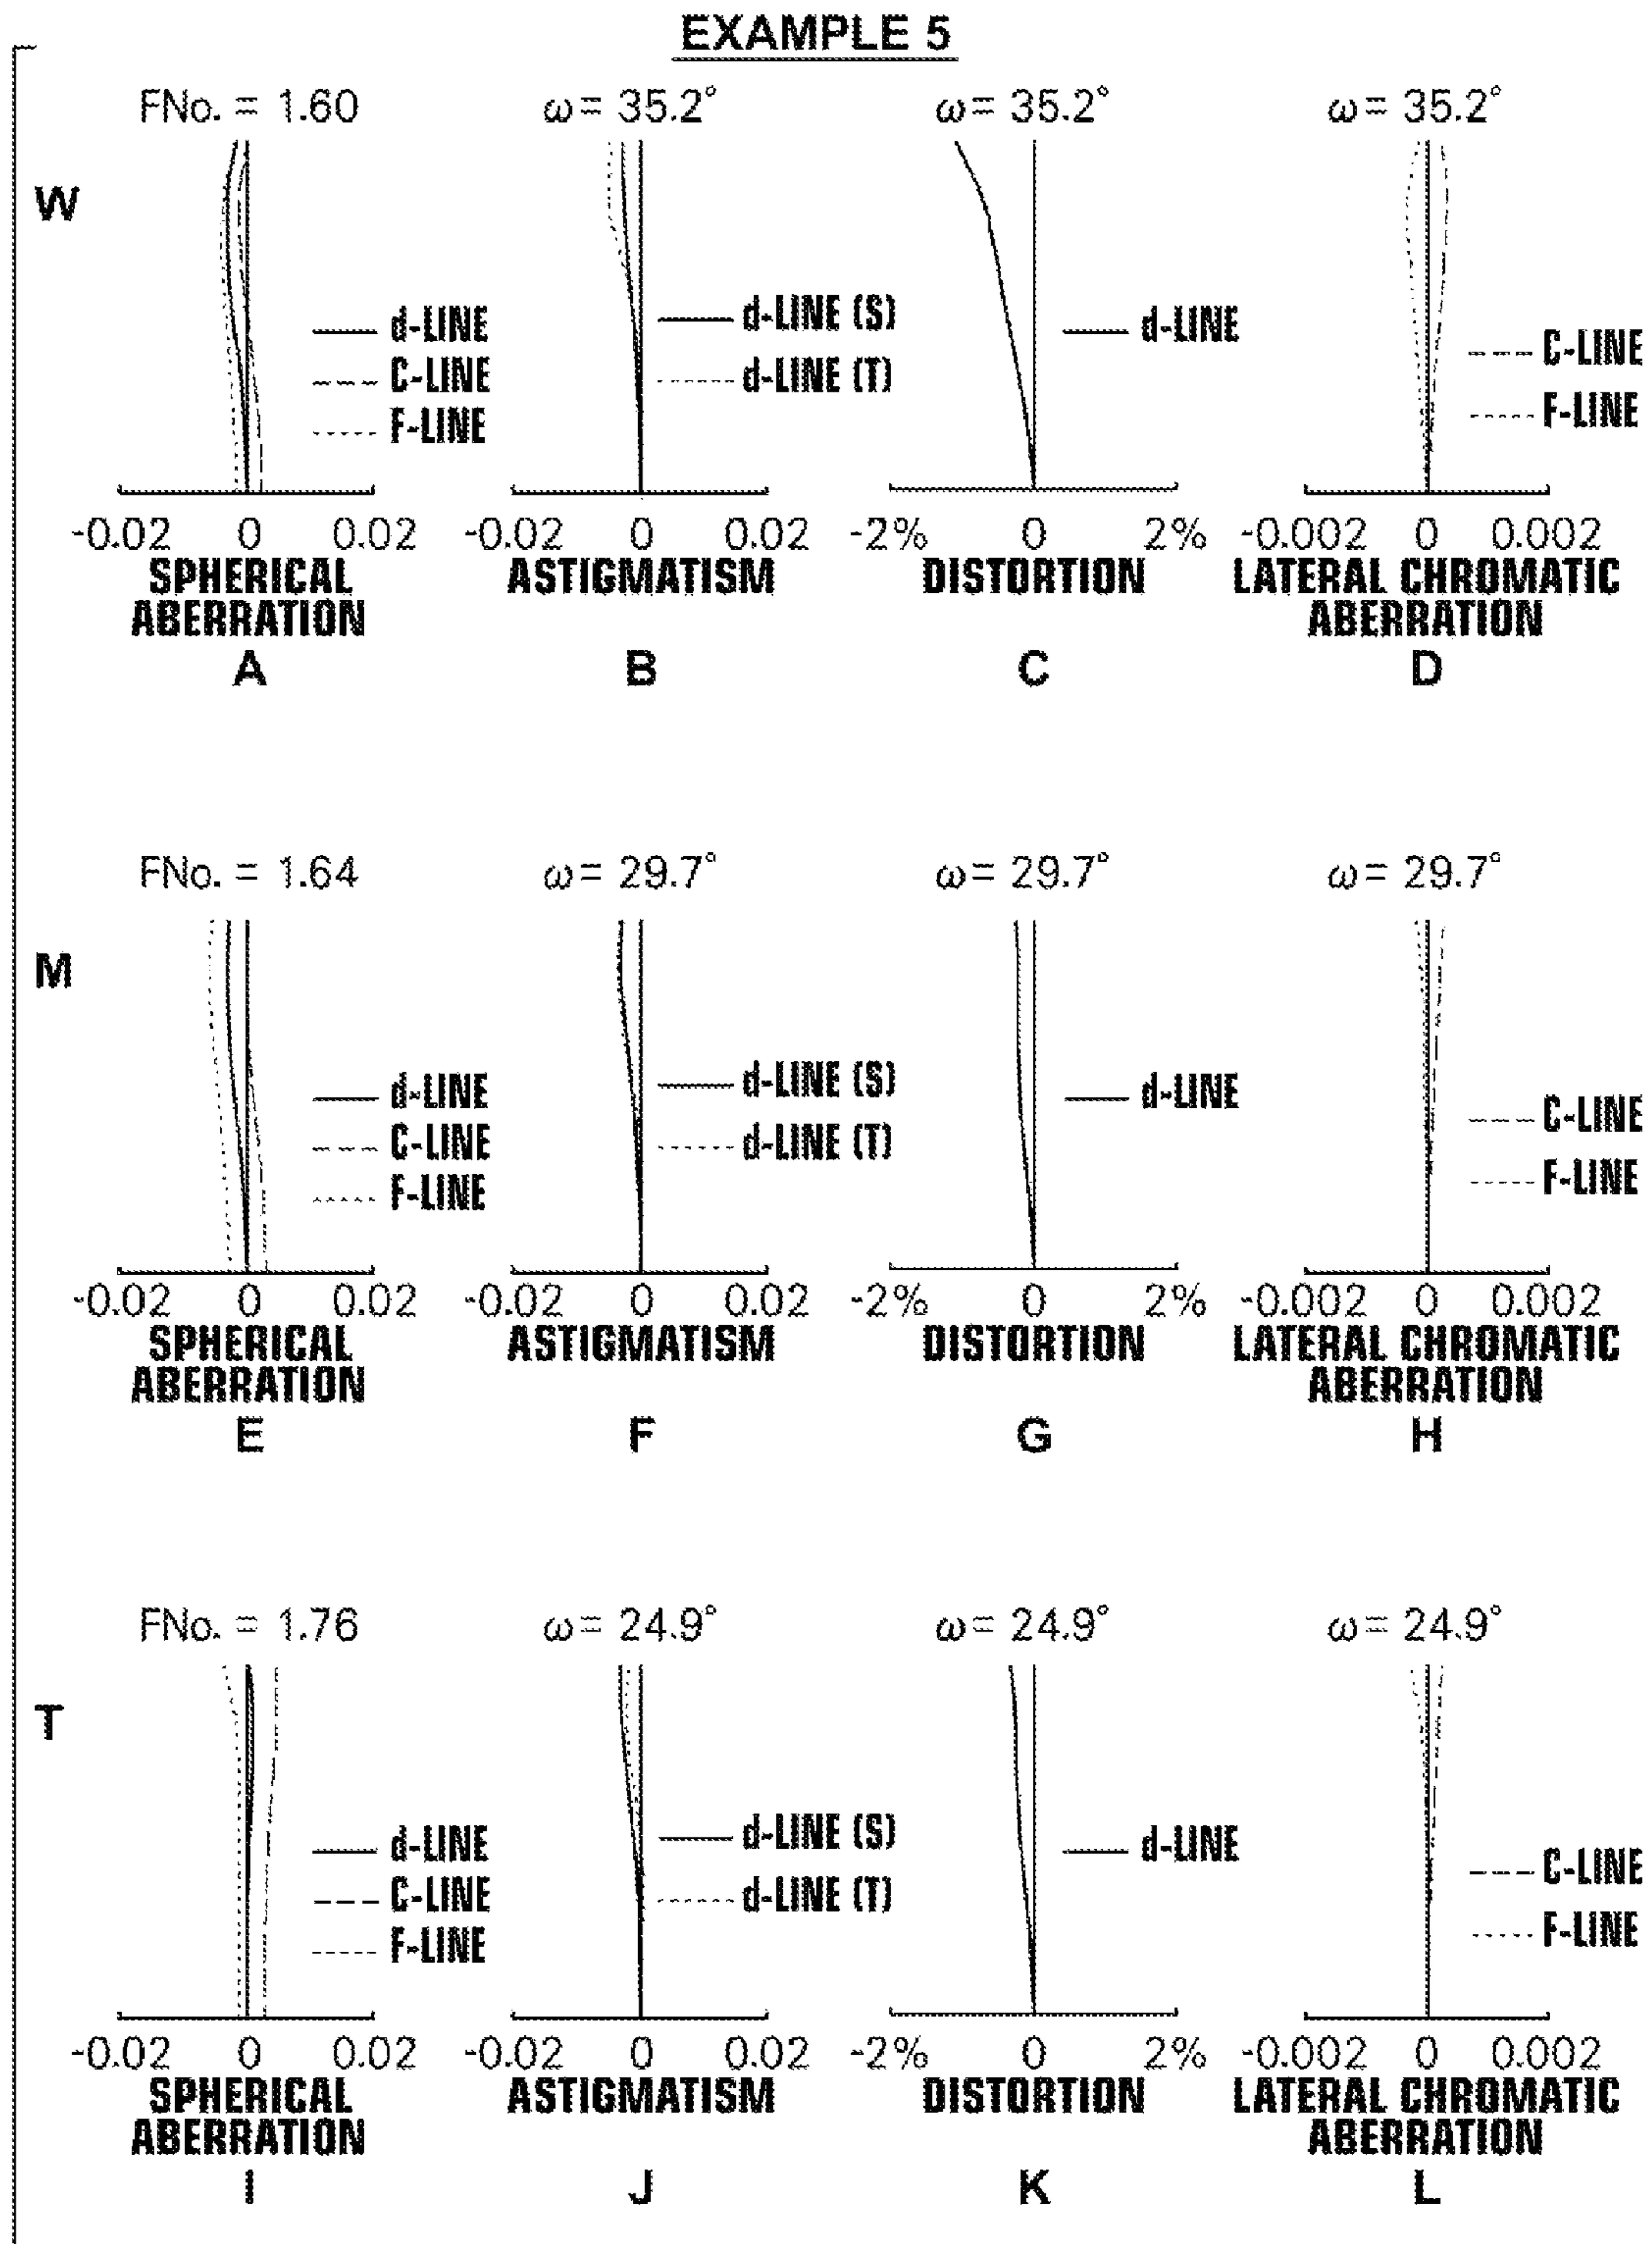 EXAMPLE 5
FNo. = 1.60
ω = 35.2°
ω = 35.2°
ω = 35.2°
W
d-LINE
C-LINE
F-LINE
d-LINE (S)
d-LINE (T)
d-LINE
C-LINE
F-LINE
-0.02 0 0.02
-0.02 0 0.02
-2% 0 2%
-0.002 0 0.002
SPHERICAL
ABERRATION
ASTIGMATISM
DISTORTION
LATERAL CHROMATIC
ABERRATION
A
B
C
D
FNo. = 1.64
ω = 29.7°
ω = 29.7°
ω = 29.7°
M
d-LINE
C-LINE
F-LINE
d-LINE (S)
d-LINE (T)
d-LINE
C-LINE
F-LINE
-0.02 0 0.02
-0.02 0 0.02
-2% 0 2%
-0.002 0 0.002
SPHERICAL
ABERRATION
ASTIGMATISM
DISTORTION
LATERAL CHROMATIC
ABERRATION
E
F
G
H
FNo. = 1.76
ω = 24.9°
ω = 24.9°
ω = 24.9°
T
d-LINE
C-LINE
F-LINE
d-LINE (S)
d-LINE (T)
d-LINE
C-LINE
F-LINE
-0.02 0 0.02
-0.02 0 0.02
-2% 0 2%
-0.002 0 0.002
SPHERICAL
ABERRATION
ASTIGMATISM
DISTORTION
LATERAL CHROMATIC
ABERRATION
I
J
K
L